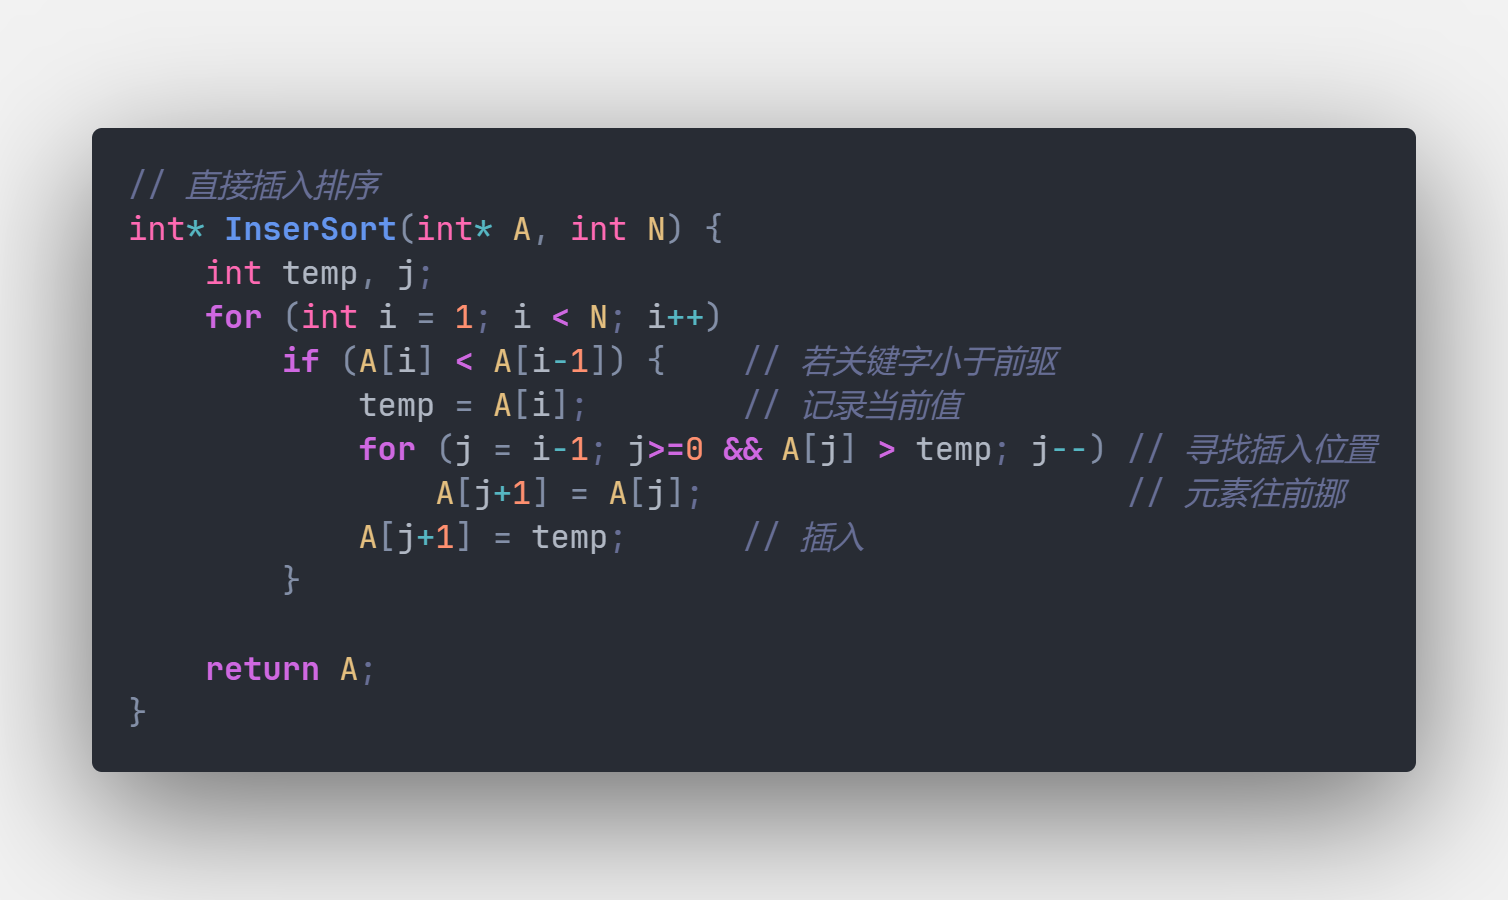 // 直接插入排序
int* InserSort(int* A, int N) {
    int temp, j;
    for (int i = 1; i < N; i++)
        if (A[i] < A[i-1]) {    // 若关键字小于前驱
            temp = A[i];        // 记录当前值
            for (j = i-1; j>=0 && A[j] > temp; j--) // 寻找插入位置
                A[j+1] = A[j];                      // 元素往前挪
            A[j+1] = temp;      // 插入
        }

    return A;
}